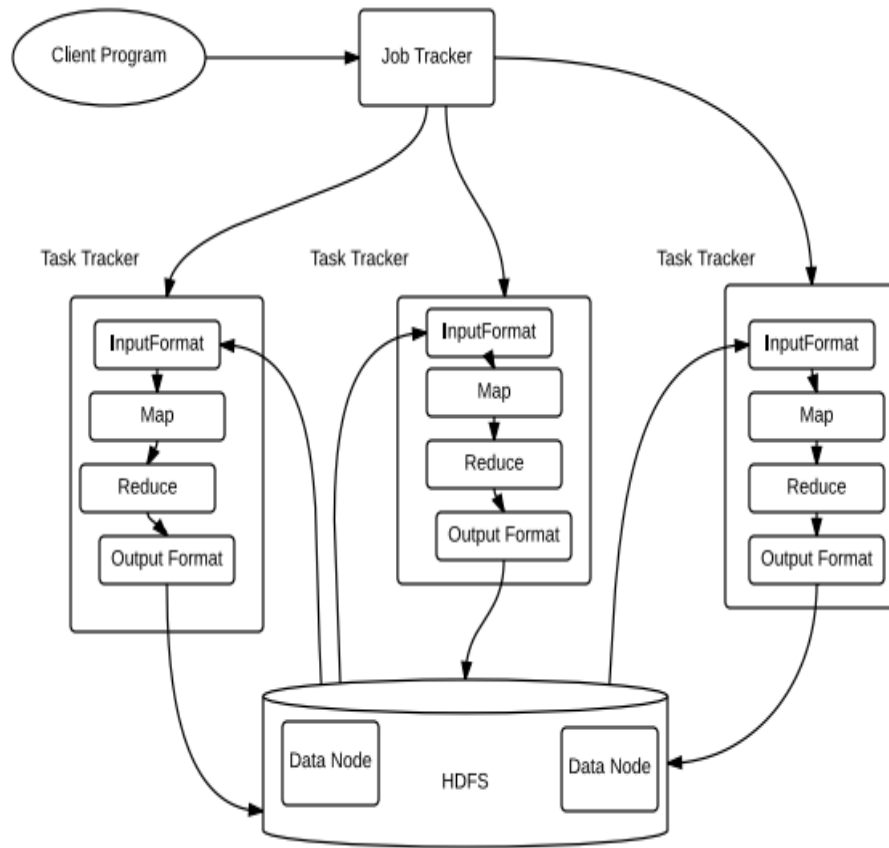 Client Program
Job Tracker
Task Tracker
Task Tracker
Task Tracker
InputFormat
Map
Reduce
Output Format
InputFormat
Map
Reduce
Output Format
InputFormat
Map
Reduce
Output Format
Data Node
HDFS
Data Node